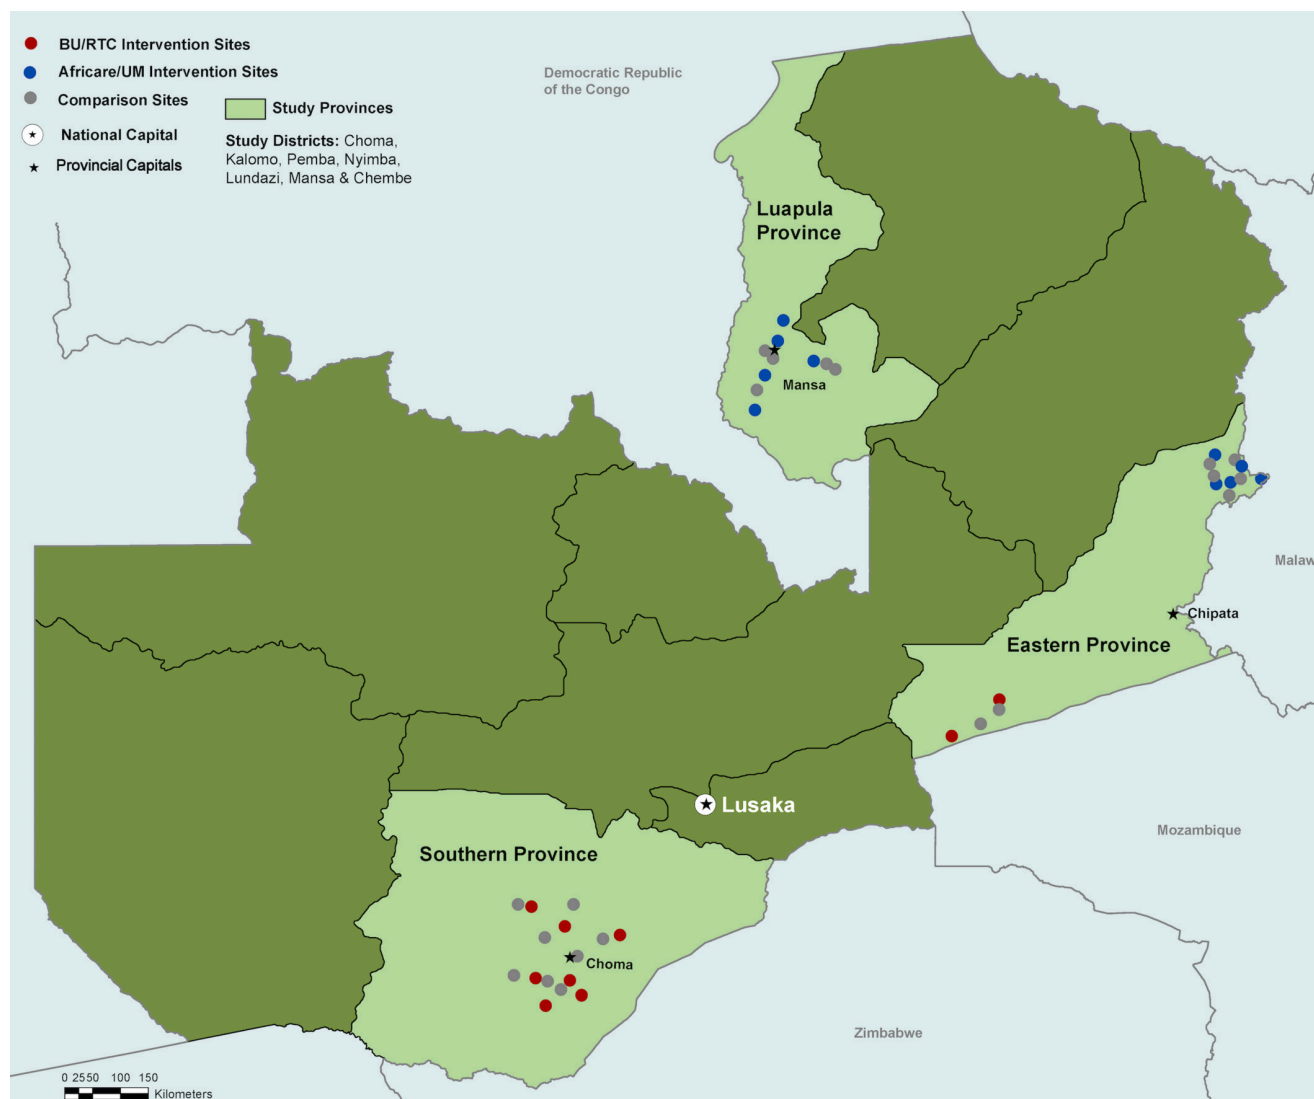 BU/RTC Intervention Sites
Africare/UM Intervention Sites
Comparison Sites
National Capital
Provincial Capitals
Study Provinces
Study Districts: Choma,
Kalomo, Pemba, Nyimba,
Lundazi, Mansa & Chembe
Democratic Republic
of the Congo
Luapula
Province
Mansa
Malaw
Chipata
Eastern Province
Lusaka
Mozambique
Southern Province
Choma
Zimbabwe
0 2550 100 150
Kilometers